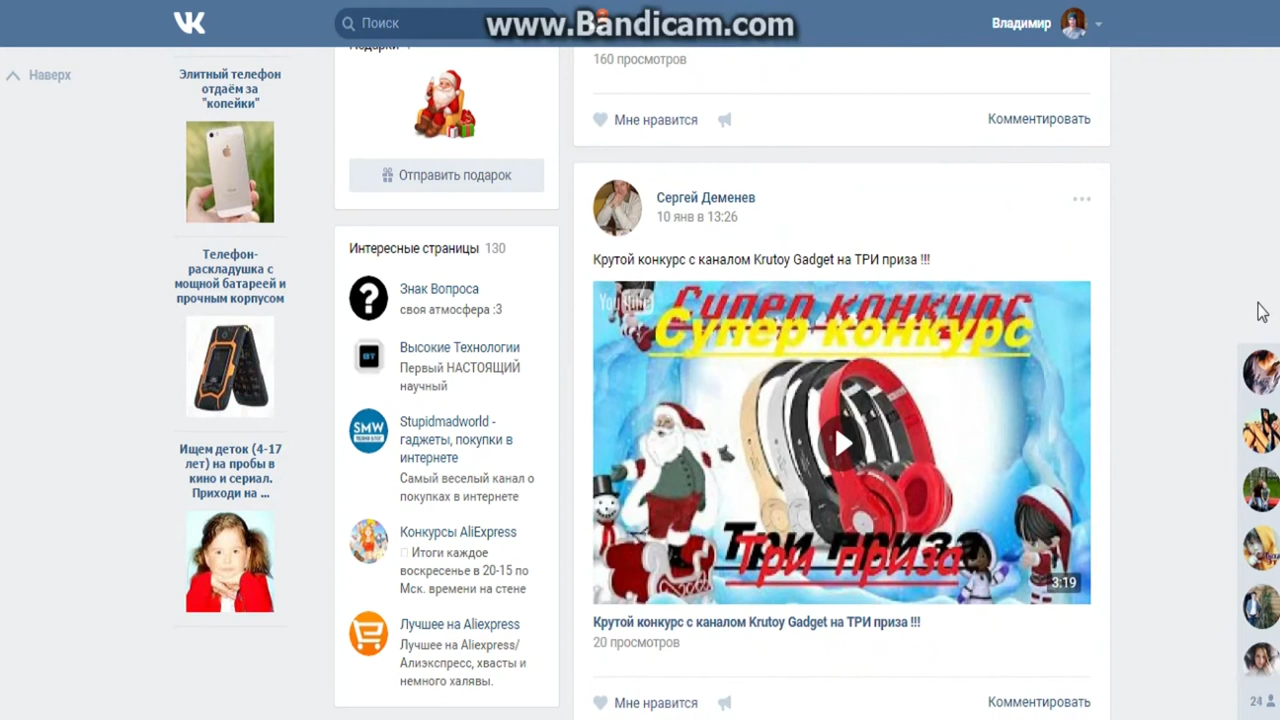 VK
Поиск
www.Bandicam.com
Владимир
Наверх
Элитный телефон
отдаём за
"копейки"
Телефон-
раскладушка с
мощной батареей и
прочным корпусом
Ищем деток (4-17
лет) на пробы в
кино и сериал.
Приходи на ...
Отправить подарок
Интересные страницы 130
Знак Вопроса
своя атмосфера :3
BT
Высокие Технологии
Первый НАСТОЯЩИЙ
научный
SMW
Stupidmadworld -
гаджеты, покупки в
интернете
Самый веселый канал о
покупках в интернете
Конкурсы AliExpress
Итоги каждое
воскресенье в 20-15 по
Мск. времени на стене
Лучшее на Aliexpress
Лучшее на Aliexpress/
Алиэкспресс, хвасты и
немного халявы.
160 просмотров
Мне нравится
Комментировать
Сергей Деменев
10 янв в 13:26
Крутой конкурс с каналом Krutoy Gadget на ТРИ приза !!!
YouTube
Супер конкурс
Супер конкурс
Три приза
Три приза
3:19
Крутой конкурс с каналом Krutoy Gadget на ТРИ приза !!!
20 просмотров
Мне нравится
Комментировать
24